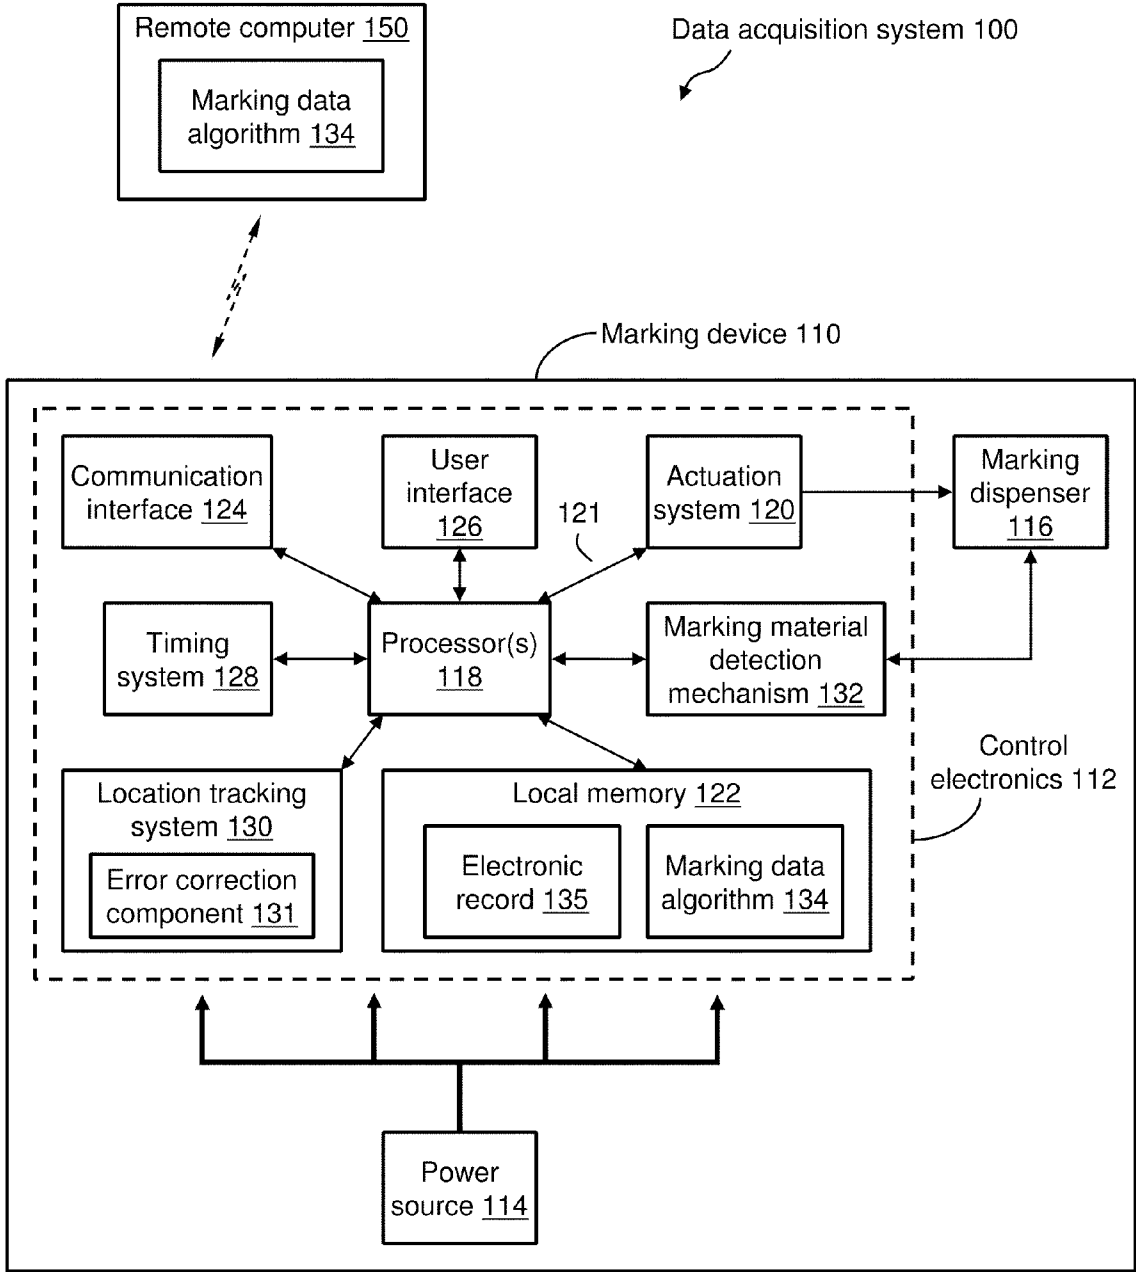 Remote computer 150
Marking data
algorithm 134
Data acquisition system 100
Marking device 110
Communication
interface 124
User
interface
126
Actuation
system 120
Marking
dispenser
116
121
Timing
system 128
Processor(s)
118
Marking material
detection
mechanism 132
Control
electronics 112
Location tracking
system 130
Error correction
component 131
Local memory 122
Electronic
record 135
Marking data
algorithm 134
Power
source 114